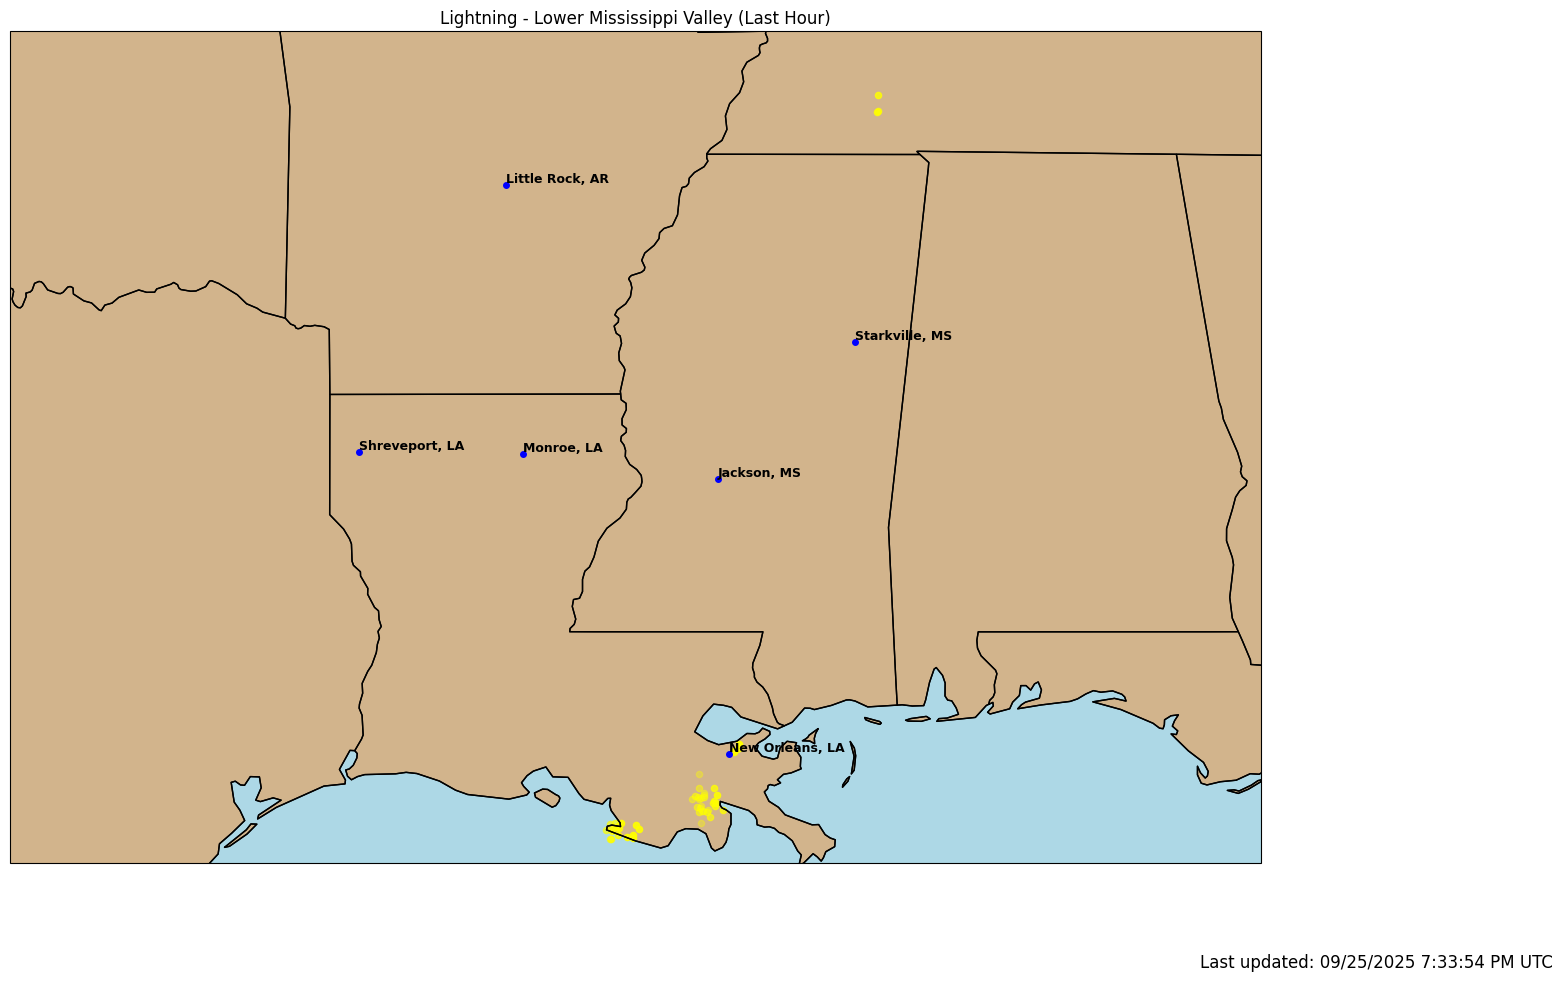 Lightning - Lower Mississippi Valley (Last Hour)
Little Rock, AR
Starkville, MS
Shreveport, LA
Monroe, LA
Jackson, MS
New Orleans, LA
Last updated: 09/25/2025 7:33:54 PM UTC